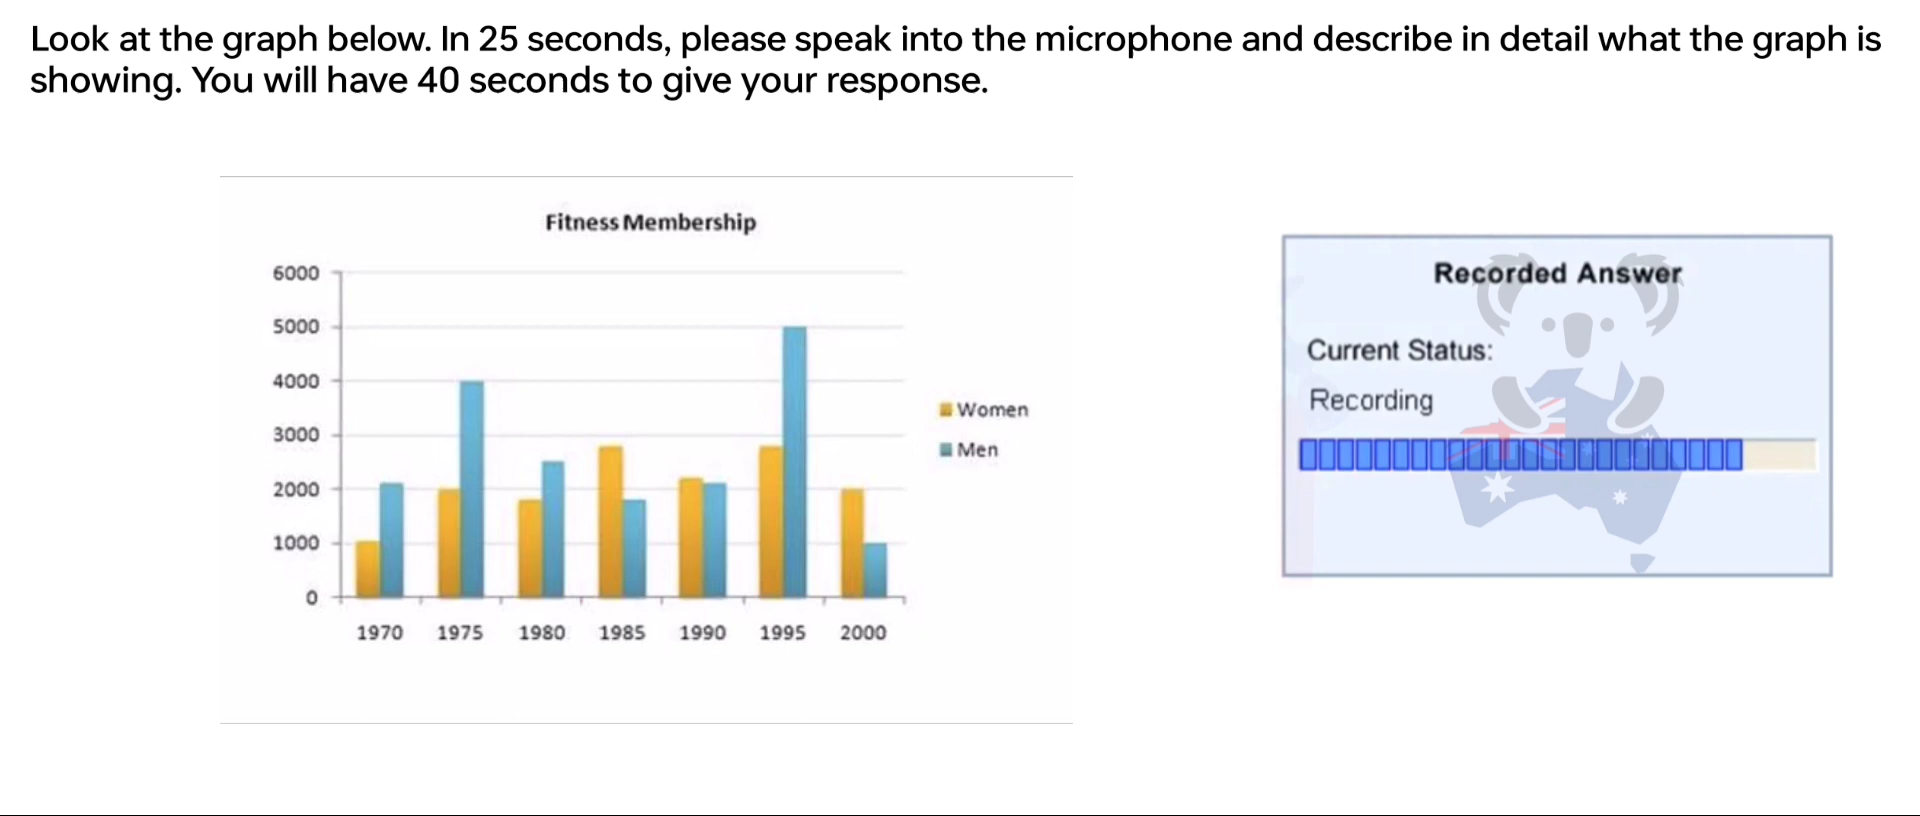 Look at the graph below. In 25 seconds, please speak into the microphone and describe in detail what the graph is
showing. You will have 40 seconds to give your response.
Fitness Membership
6000
5000
4000
3000
2000
1000
0
1970 1975 1980 1985 1990 1995 2000
Women
Men
Recorded Answer
Current Status:
Recording